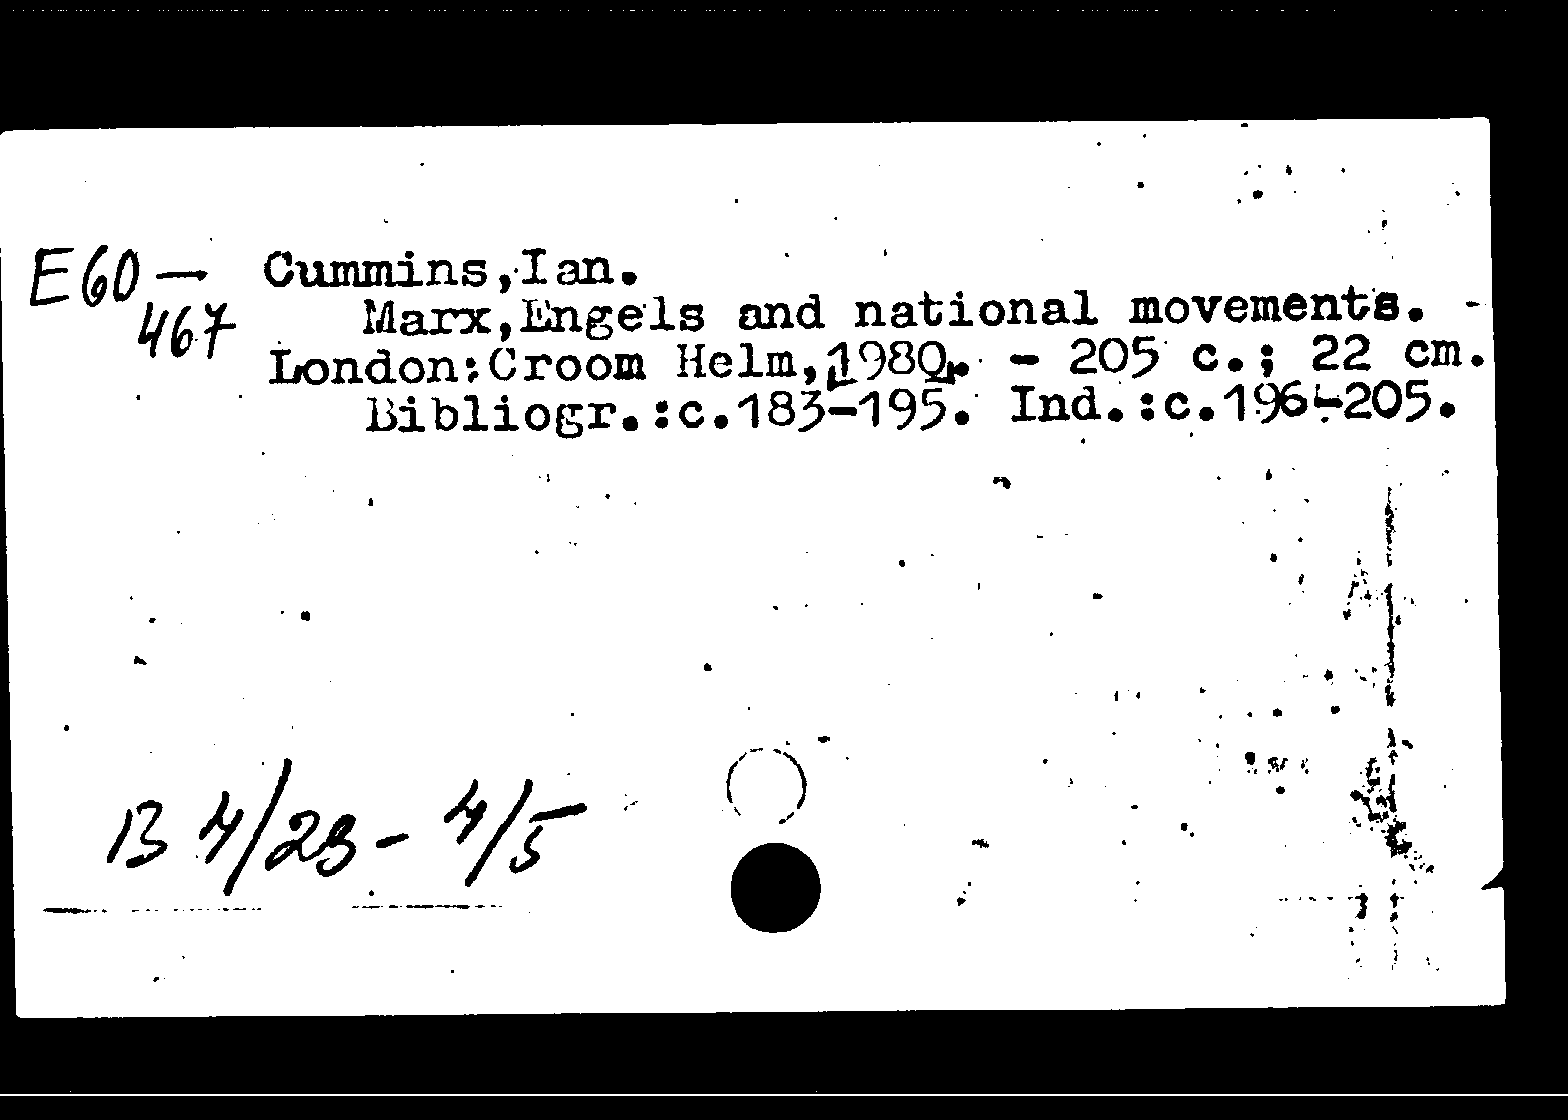 E60— Cummins,Ian.
467 Marx,Engels and national movements. -
London:Croom Helm,1980. - 205 c.; 22 cm.
Bibliogr.:c.183-195. Ind.:c.196-205.
B 4/23 - 4/5